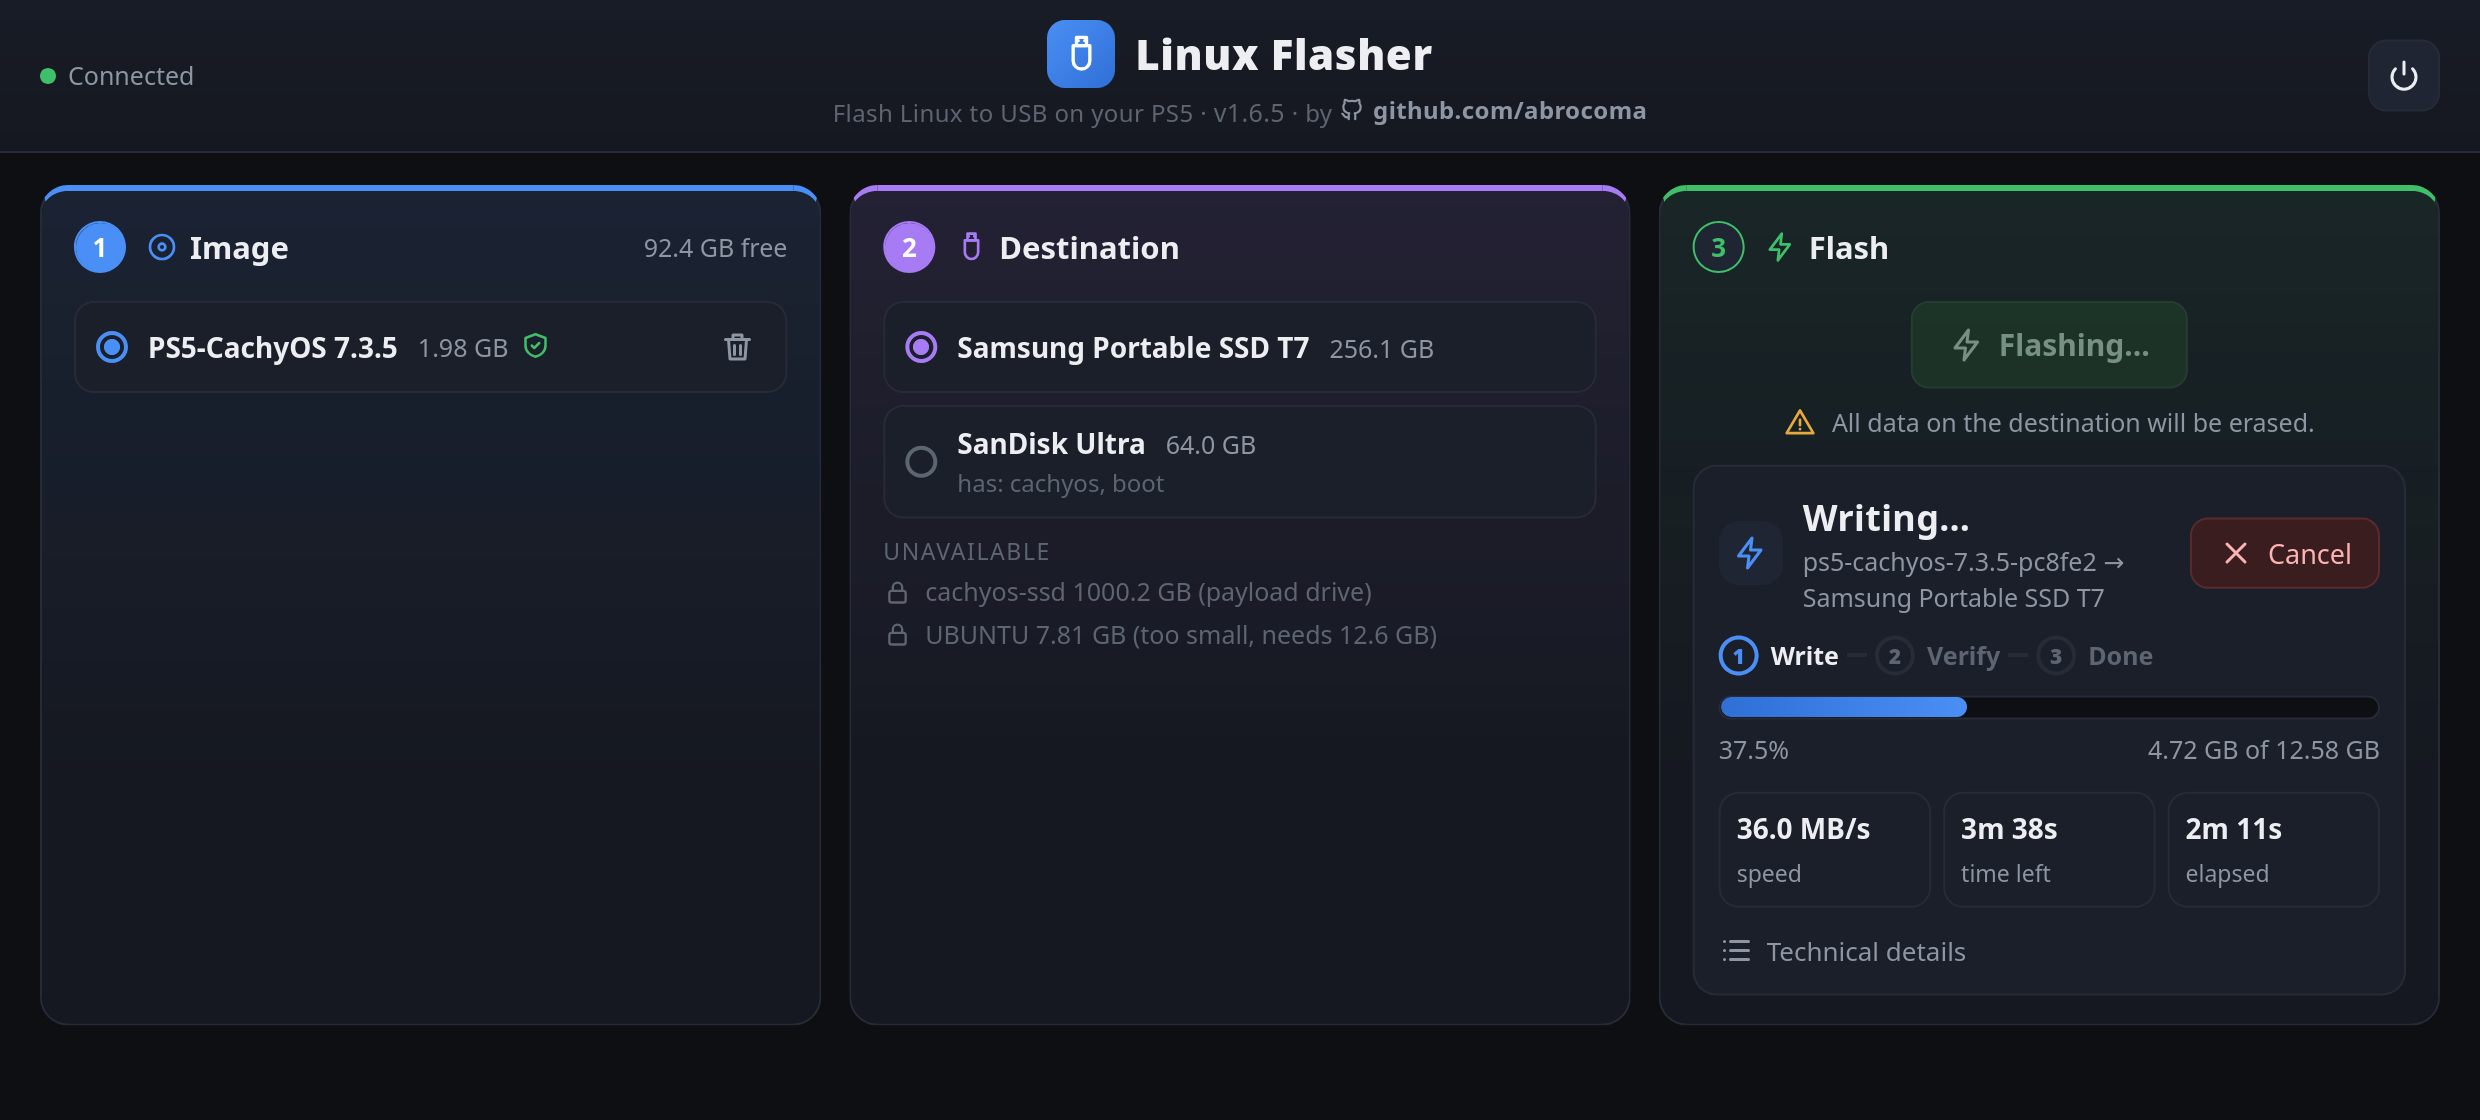 Connected
Linux Flasher
Flash Linux to USB on your PS5 · v1.6.5 · by github.com/abrocoma
1 Image 92.4 GB free
PS5-CachyOS 7.3.5 1.98 GB
2 Destination
Samsung Portable SSD T7 256.1 GB
SanDisk Ultra 64.0 GB
has: cachyos, boot
UNAVAILABLE
cachyos-ssd 1000.2 GB (payload drive)
UBUNTU 7.81 GB (too small, needs 12.6 GB)
3 Flash
Flashing...
All data on the destination will be erased.
Writing...
ps5-cachyos-7.3.5-pc8fe2 →
Samsung Portable SSD T7
Cancel
1 Write 2 Verify 3 Done
37.5% 4.72 GB of 12.58 GB
36.0 MB/s 3m 38s 2m 11s
speed time left elapsed
Technical details